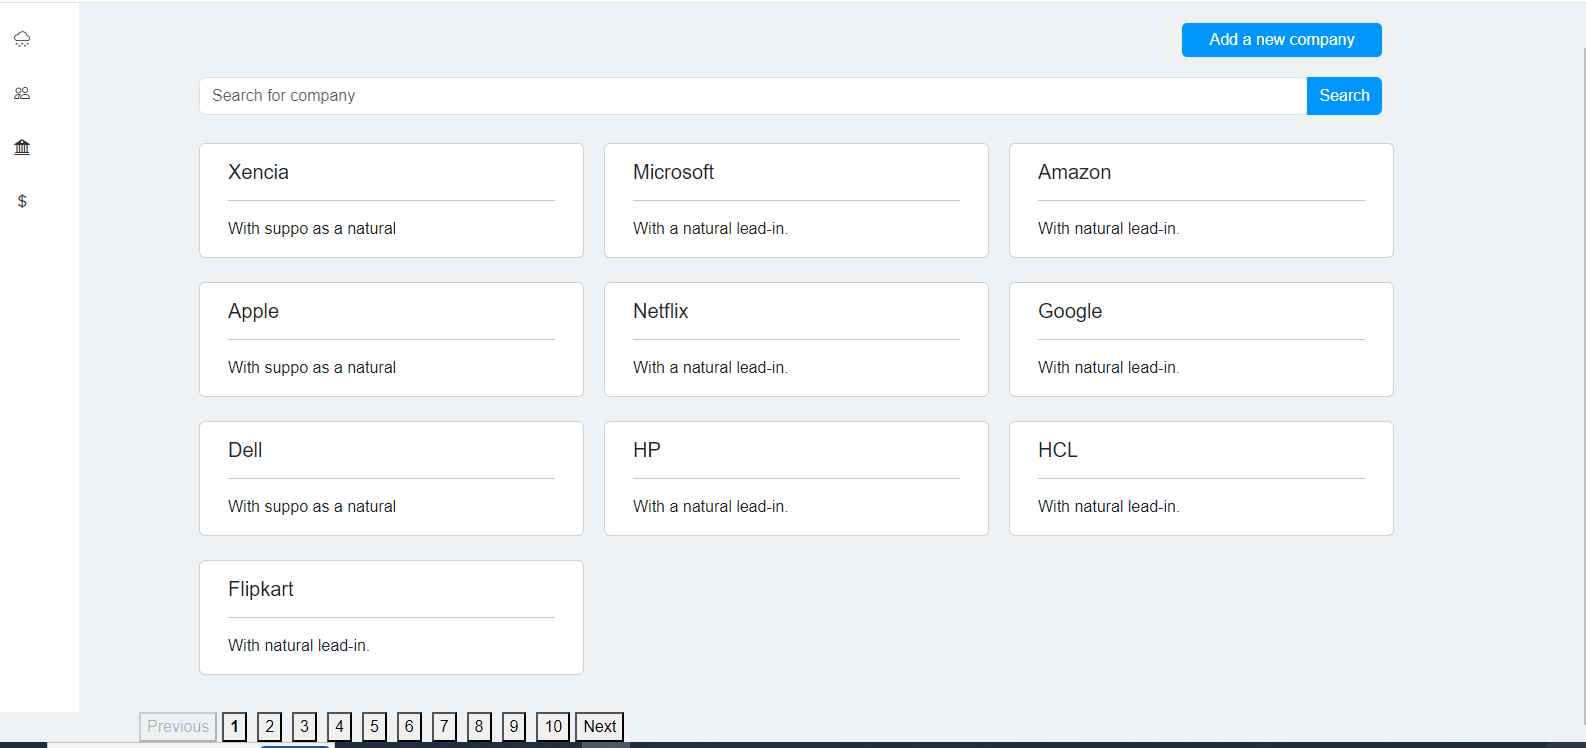 Add a new company
Search for company Search
Xencia Microsoft Amazon
With suppo as a natural With a natural lead-in. With natural lead-in.
Apple Netflix Google
With suppo as a natural With a natural lead-in. With natural lead-in.
Dell HP HCL
With suppo as a natural With a natural lead-in. With natural lead-in.
Flipkart
With natural lead-in.
Previous 1 2 3 4 5 6 7 8 9 10 Next